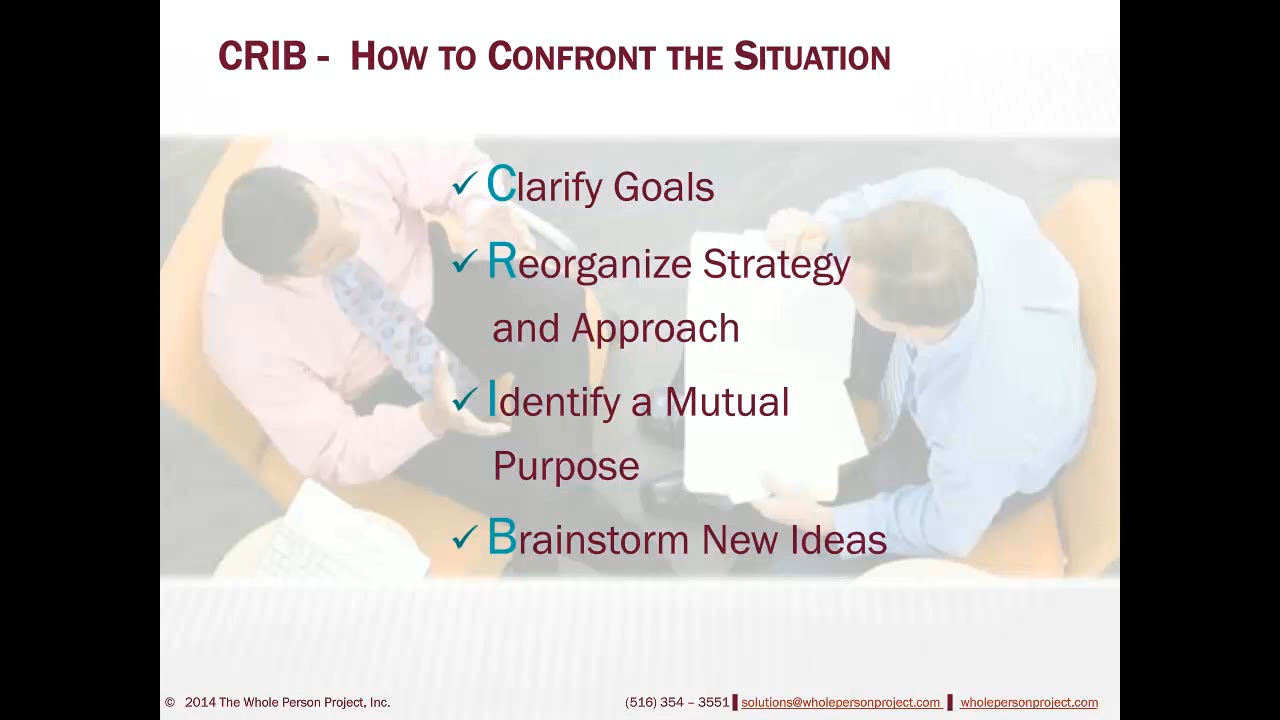 CRIB - HOW TO CONFRONT THE SITUATION
✓ Clarify Goals
✓ Reorganize Strategy
and Approach
✓ Identify a Mutual
Purpose
✓ Brainstorm New Ideas
© 2014 The Whole Person Project, Inc. (516) 354 – 3551 | solutions@wholepersonproject.com | wholepersonproject.com